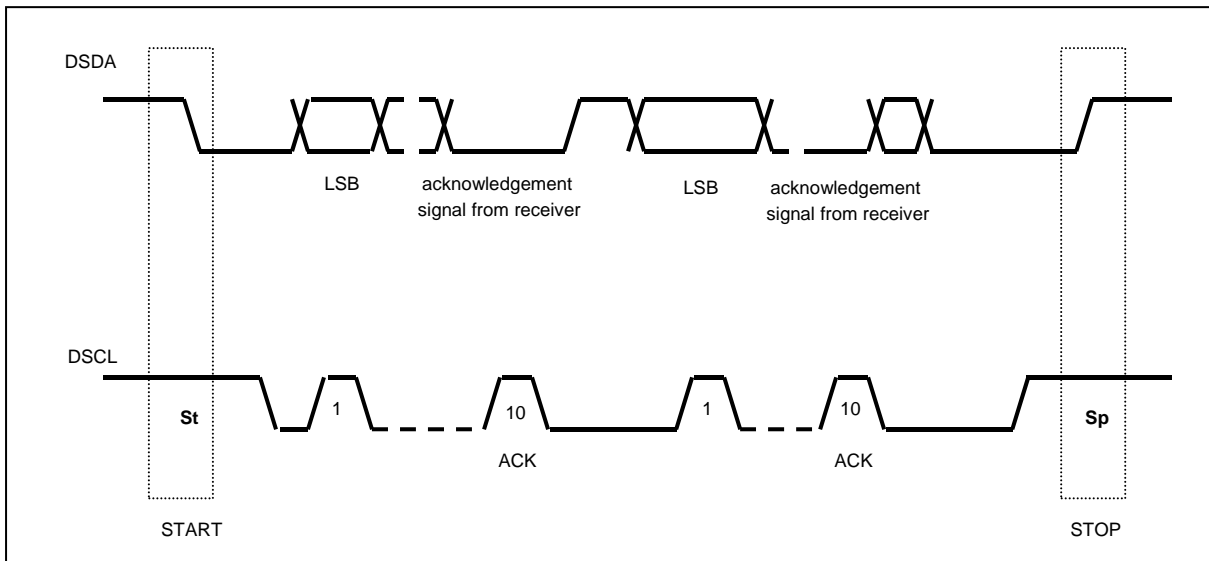 DSDA
LSB
acknowledgement
signal from receiver
LSB
acknowledgement
signal from receiver
DSCL
St
1
10
1
10
Sp
ACK
ACK
START
STOP